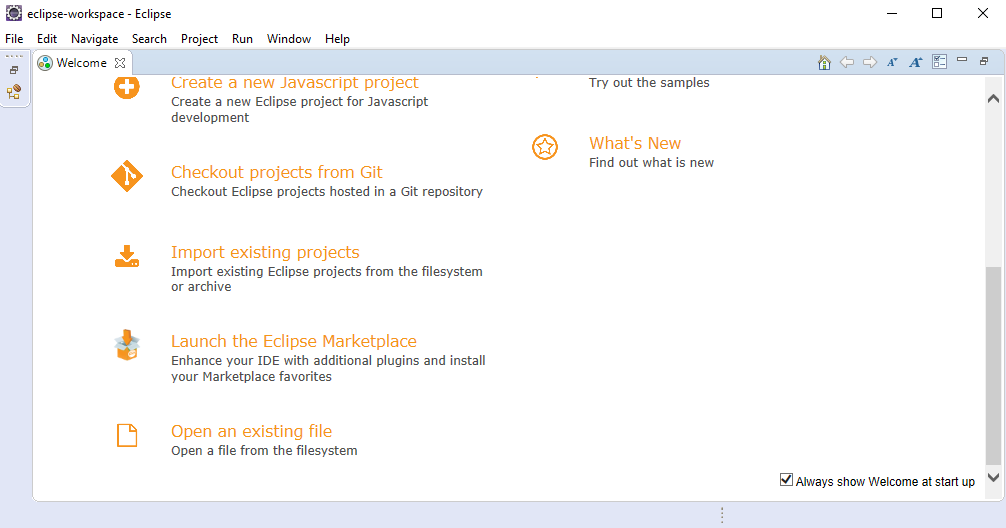 eclipse-workspace - Eclipse
File Edit Navigate Search Project Run Window Help
Welcome
Create a new Javascript project
Create a new Eclipse project for Javascript
development
Checkout projects from Git
Checkout Eclipse projects hosted in a Git repository
Import existing projects
Import existing Eclipse projects from the filesystem
or archive
Launch the Eclipse Marketplace
Enhance your IDE with additional plugins and install
your Marketplace favorites
Open an existing file
Open a file from the filesystem
Try out the samples
What's New
Find out what is new
Always show Welcome at start up